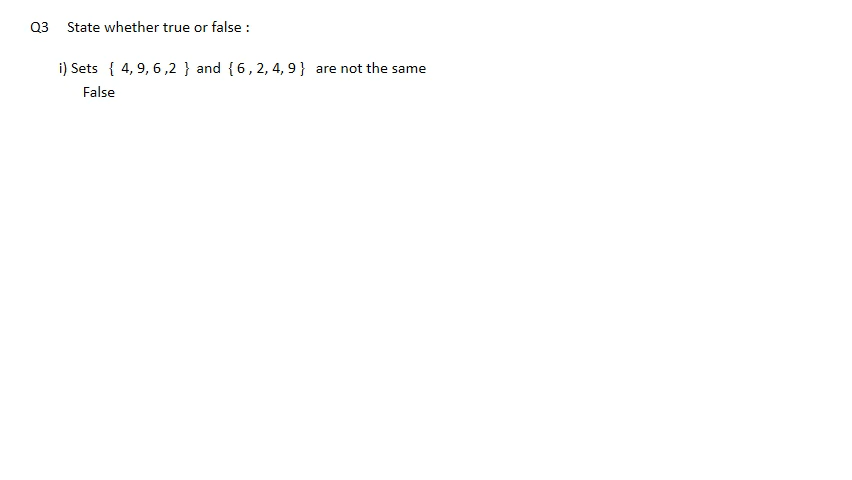 Q3 State whether true or false :
i) Sets { 4, 9, 6 ,2 } and { 6 , 2, 4, 9 } are not the same
False